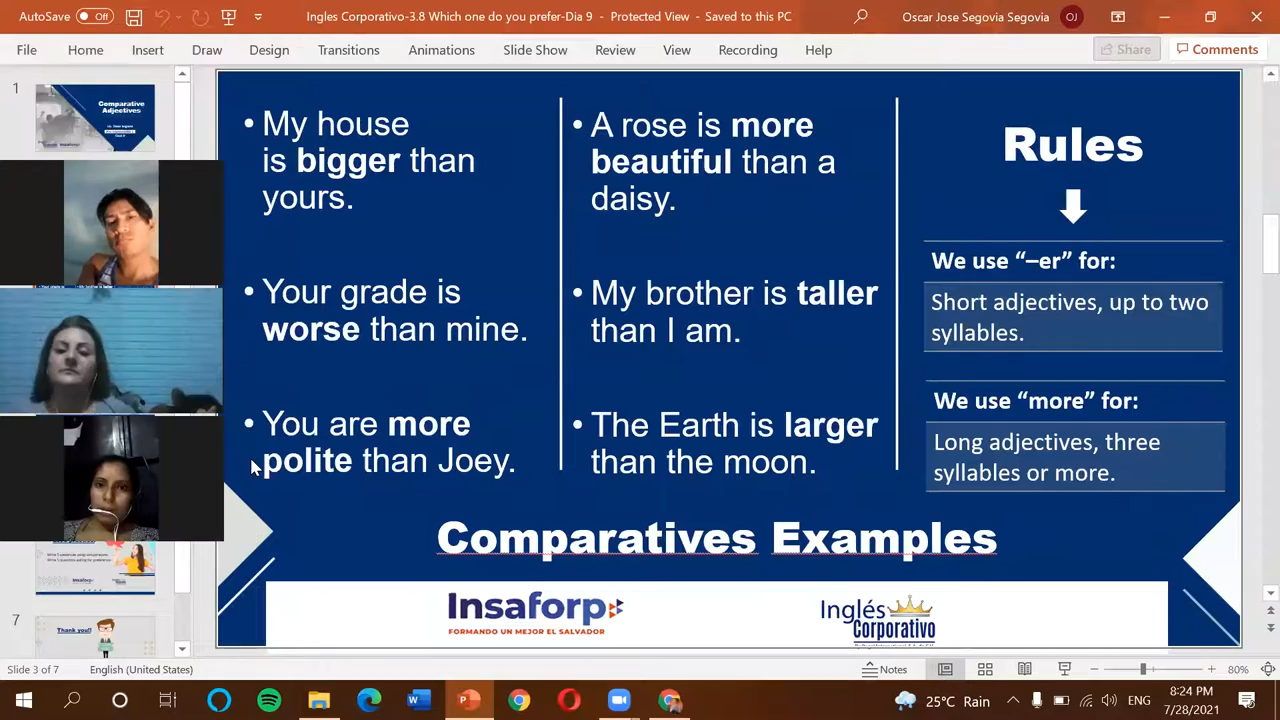 AutoSave
Off
Ingles Corporativo-3.8 Which one do you prefer-Dia 9 - Protected View - Saved to this PC
Oscar Jose Segovia Segovia
OJ
File
Home
Insert
Draw
Design
Transitions
Animations
Slide Show
Review
View
Recording
Help
Share
Comments
1
Comparative
Adjectives
• My house
is bigger than
yours.
• Your grade is
worse than mine.
• You are more
polite than Joey.
• A rose is more
beautiful than a
daisy.
• My brother is taller
than I am.
• The Earth is larger
than the moon.
Rules
We use “–er” for:
Short adjectives, up to two
syllables.
We use “more” for:
Long adjectives, three
syllables or more.
Comparatives Examples
Insaforp
FORMANDO UN MEJOR EL SALVADOR
Inglés
Corporativo
7
Thank you!!
Slide 3 of 7
English (United States)
Notes
80%
W
P
25°C Rain
ENG
8:24 PM
7/28/2021